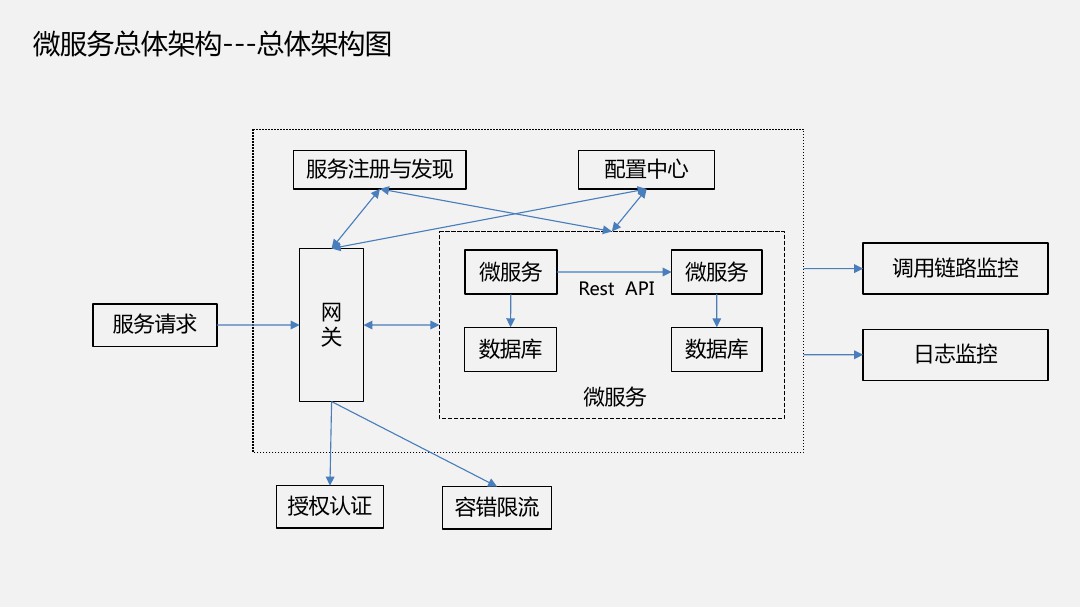 微服务总体架构---总体架构图
服务注册与发现
配置中心
微服务
微服务
Rest API
调用链路监控
网
关
服务请求
数据库
数据库
日志监控
微服务
授权认证
容错限流